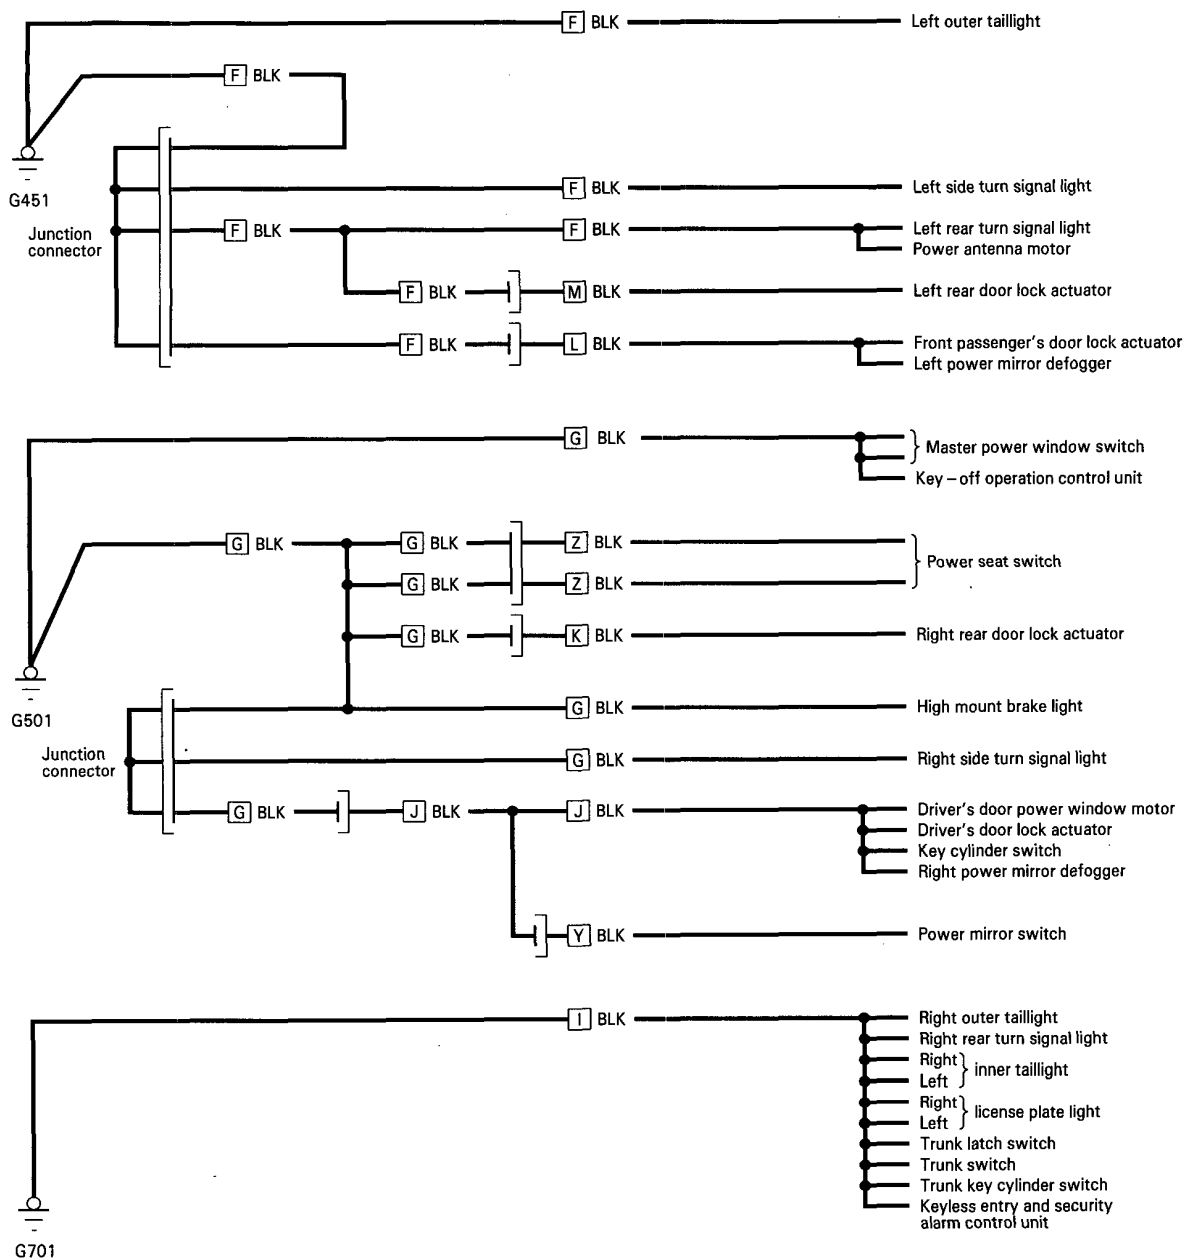 F BLK Left outer taillight
F BLK
G451
F BLK Left side turn signal light
Junction
connector
F BLK F BLK Left rear turn signal light
Power antenna motor
F BLK M BLK Left rear door lock actuator
F BLK L BLK Front passenger's door lock actuator
Left power mirror defogger
G BLK Master power window switch
Key – off operation control unit
G BLK G BLK Z BLK
Power seat switch
G BLK Z BLK
G BLK K BLK Right rear door lock actuator
G501
G BLK High mount brake light
Junction
connector
G BLK Right side turn signal light
G BLK J BLK J BLK Driver's door power window motor
Driver's door lock actuator
Key cylinder switch
Right power mirror defogger
Y BLK Power mirror switch
I BLK Right outer taillight
Right rear turn signal light
Right
inner taillight
Left
Right
license plate light
Left
Trunk latch switch
Trunk switch
Trunk key cylinder switch
Keyless entry and security
alarm control unit
G701